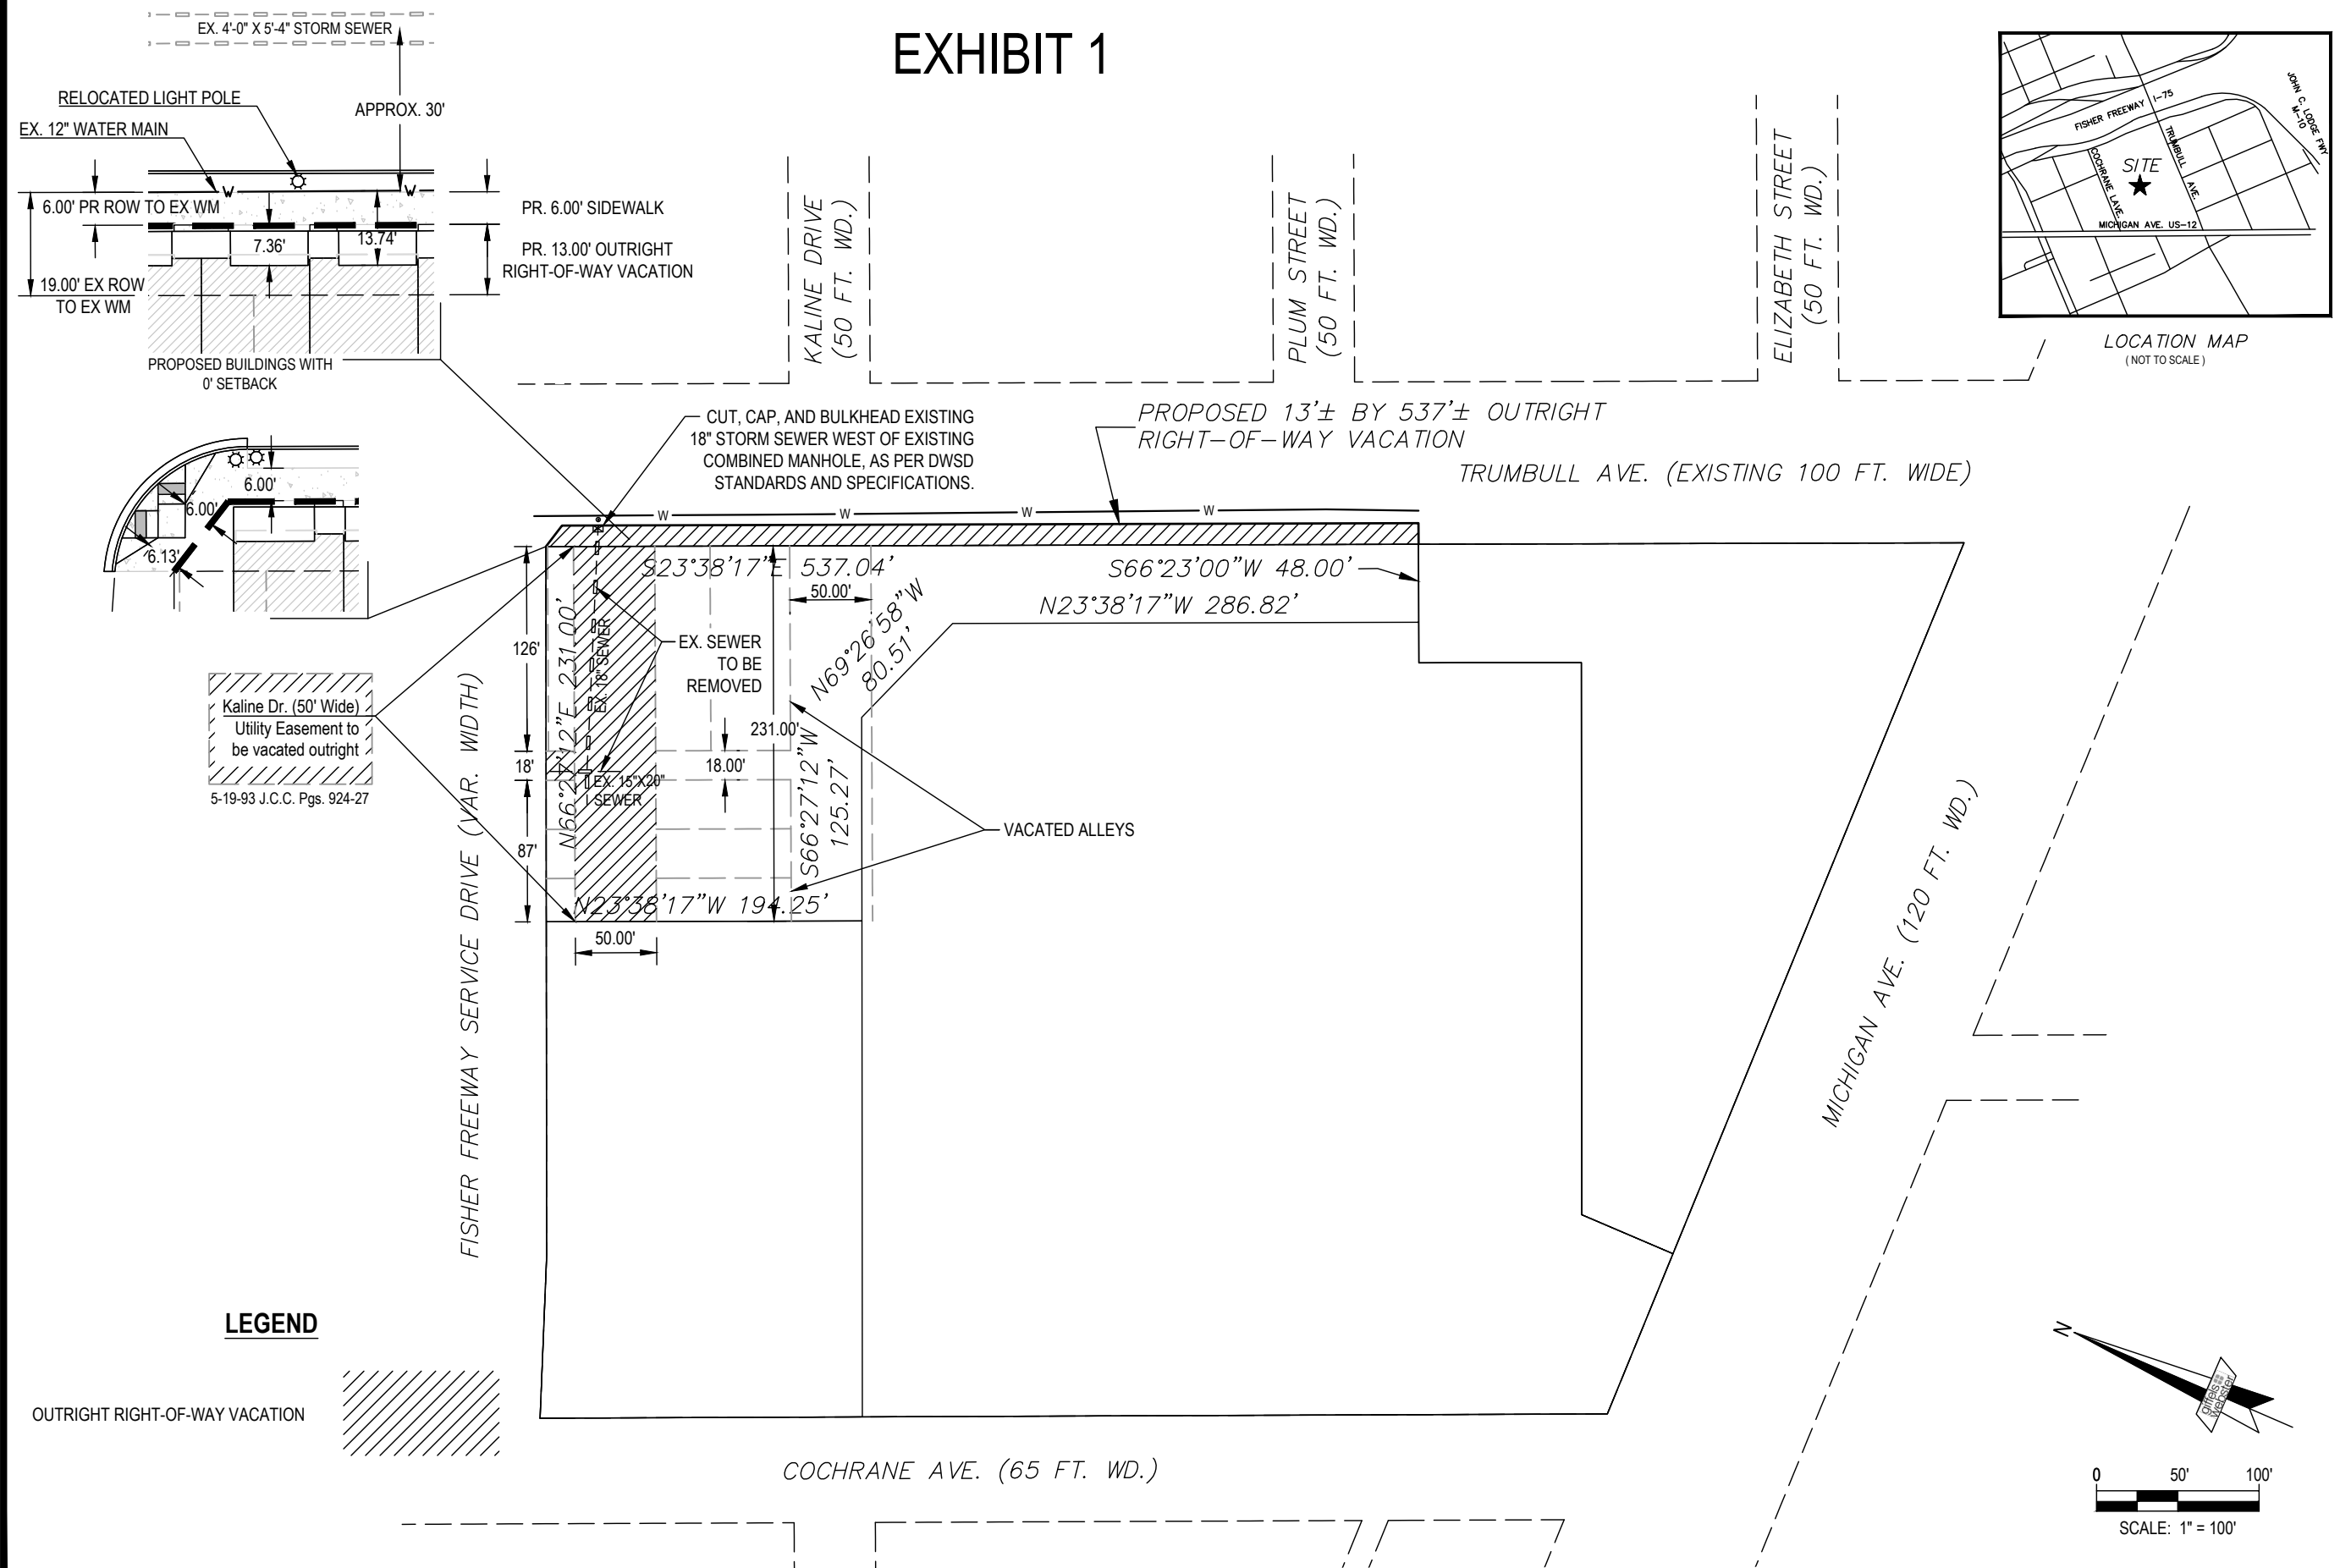 EXHIBIT 1
EX. 4'-0" X 5'-4" STORM SEWER
RELOCATED LIGHT POLE
APPROX. 30'
EX. 12" WATER MAIN
W
W
6.00' PR ROW TO EX WM
PR. 6.00' SIDEWALK
7.36'
13.74'
PR. 13.00' OUTRIGHT
RIGHT-OF-WAY VACATION
19.00' EX ROW
TO EX WM
PROPOSED BUILDINGS WITH
0' SETBACK
KALINE DRIVE
(50 FT. WD.)
PLUM STREET
(50 FT. WD.)
ELIZABETH STREET
(50 FT. WD.)
FISHER FREEWAY I-75
JOHN C. LODGE FWY
M-10
TRUMBULL AVE.
COCHRANE LAVE.
SITE
MICHIGAN AVE. US-12
LOCATION MAP
( NOT TO SCALE )
CUT, CAP, AND BULKHEAD EXISTING
18" STORM SEWER WEST OF EXISTING
COMBINED MANHOLE, AS PER DWSD
STANDARDS AND SPECIFICATIONS.
PROPOSED 13'± BY 537'± OUTRIGHT
RIGHT-OF-WAY VACATION
TRUMBULL AVE. (EXISTING 100 FT. WIDE)
6.00'
6.00'
6.13'
W
W
W
W
S23°38'17"E 537.04'
S66°23'00"W 48.00'
50.00'
N23°38'17"W 286.82'
126'
N66°27'12"E 231.00'
EX. 18" SEWER
EX. SEWER
TO BE
REMOVED
N69°26'58"W
80.51'
Kaline Dr. (50' Wide)
Utility Easement to
be vacated outright
5-19-93 J.C.C. Pgs. 924-27
231.00'
18'
18.00'
EX. 15"X20"
SEWER
S66°27'12"W
125.27'
VACATED ALLEYS
87'
N23°38'17"W 194.25'
50.00'
FISHER FREEWAY SERVICE DRIVE (VAR. WIDTH)
MICHIGAN AVE. (120 FT. WD.)
LEGEND
OUTRIGHT RIGHT-OF-WAY VACATION
COCHRANE AVE. (65 FT. WD.)
N
giffels
webster
0 50' 100'
SCALE: 1" = 100'